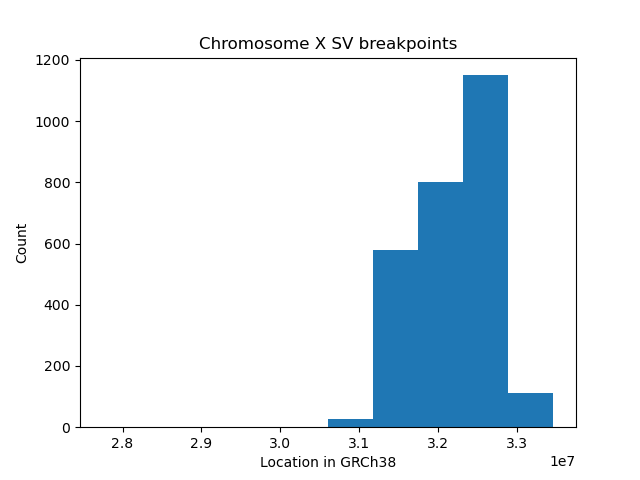 Chromosome X SV breakpoints
1200
1000
800
600
400
200
0
Count
2.8 2.9 3.0 3.1 3.2 3.3
1e7
Location in GRCh38